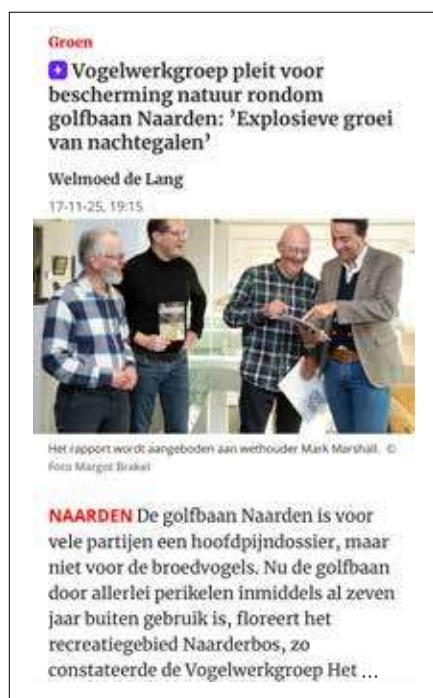 Groen
+ Vogelwerkgroep pleit voor
bescherming natuur rondom
golfbaan Naarden: ’Explosieve groei
van nachtegalen’
Welmoed de Lang
17-11-25, 19:15
Het rapport wordt aangeboden aan wethouder Mark Marshall. ©
Foto Margot Brakel
NAARDEN De golfbaan Naarden is voor
vele partijen een hoofdpijndossier, maar
niet voor de broedvogels. Nu de golfbaan
door allerlei perikelen inmiddels al zeven
jaar buiten gebruik is, floreert het
recreatiegebied Naarderbos, zo
constateerde de Vogelwerkgroep Het ...